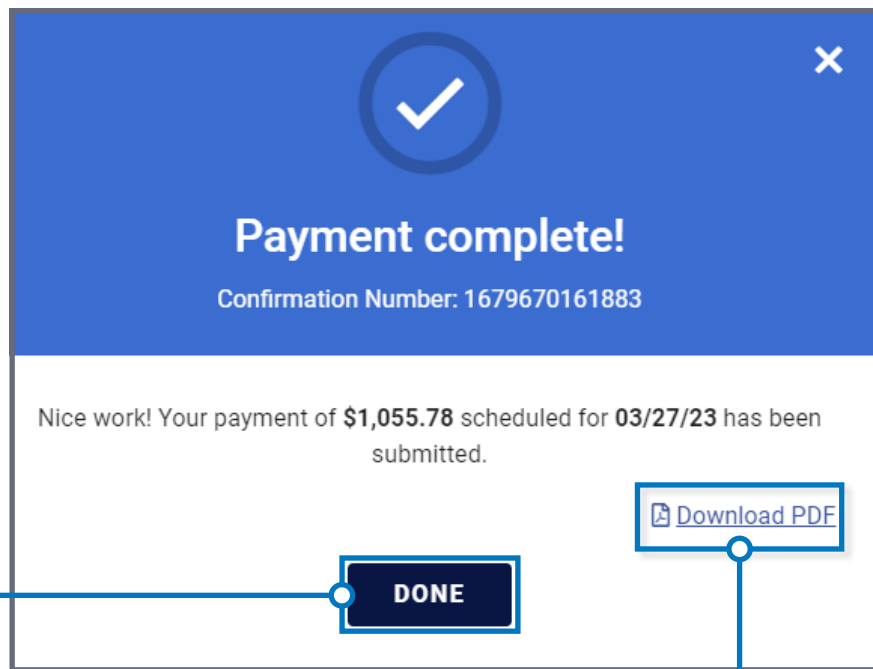 Payment complete!
Confirmation Number: 1679670161883
Nice work! Your payment of $1,055.78 scheduled for 03/27/23 has been
submitted.
Download PDF
DONE